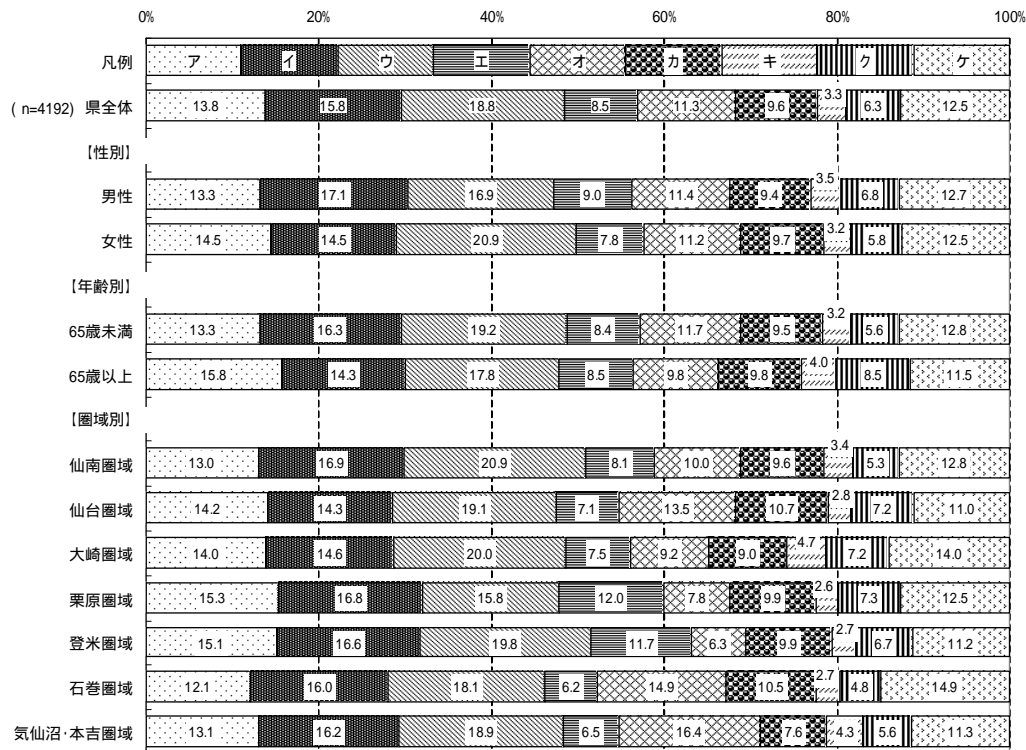 0% 20% 40% 60% 80% 100%
凡例 ア イ ウ エ オ カ キ ク ケ
( n=4192) 県全体 13.8 15.8 18.8 8.5 11.3 9.6 3.3 6.3 12.5
【性別】
男性 13.3 17.1 16.9 9.0 11.4 9.4 3.5 6.8 12.7
女性 14.5 14.5 20.9 7.8 11.2 9.7 3.2 5.8 12.5
【年齢別】
65歳未満 13.3 16.3 19.2 8.4 11.7 9.5 3.2 5.6 12.8
65歳以上 15.8 14.3 17.8 8.5 9.8 9.8 4.0 8.5 11.5
【圏域別】
仙南圏域 13.0 16.9 20.9 8.1 10.0 9.6 3.4 5.3 12.8
仙台圏域 14.2 14.3 19.1 7.1 13.5 10.7 2.8 7.2 11.0
大崎圏域 14.0 14.6 20.0 7.5 9.2 9.0 4.7 7.2 14.0
栗原圏域 15.3 16.8 15.8 12.0 7.8 9.9 2.6 7.3 12.5
登米圏域 15.1 16.6 19.8 11.7 6.3 9.9 2.7 6.7 11.2
石巻圏域 12.1 16.0 18.1 6.2 14.9 10.5 2.7 4.8 14.9
気仙沼・本吉圏域 13.1 16.2 18.9 6.5 16.4 7.6 4.3 5.6 11.3